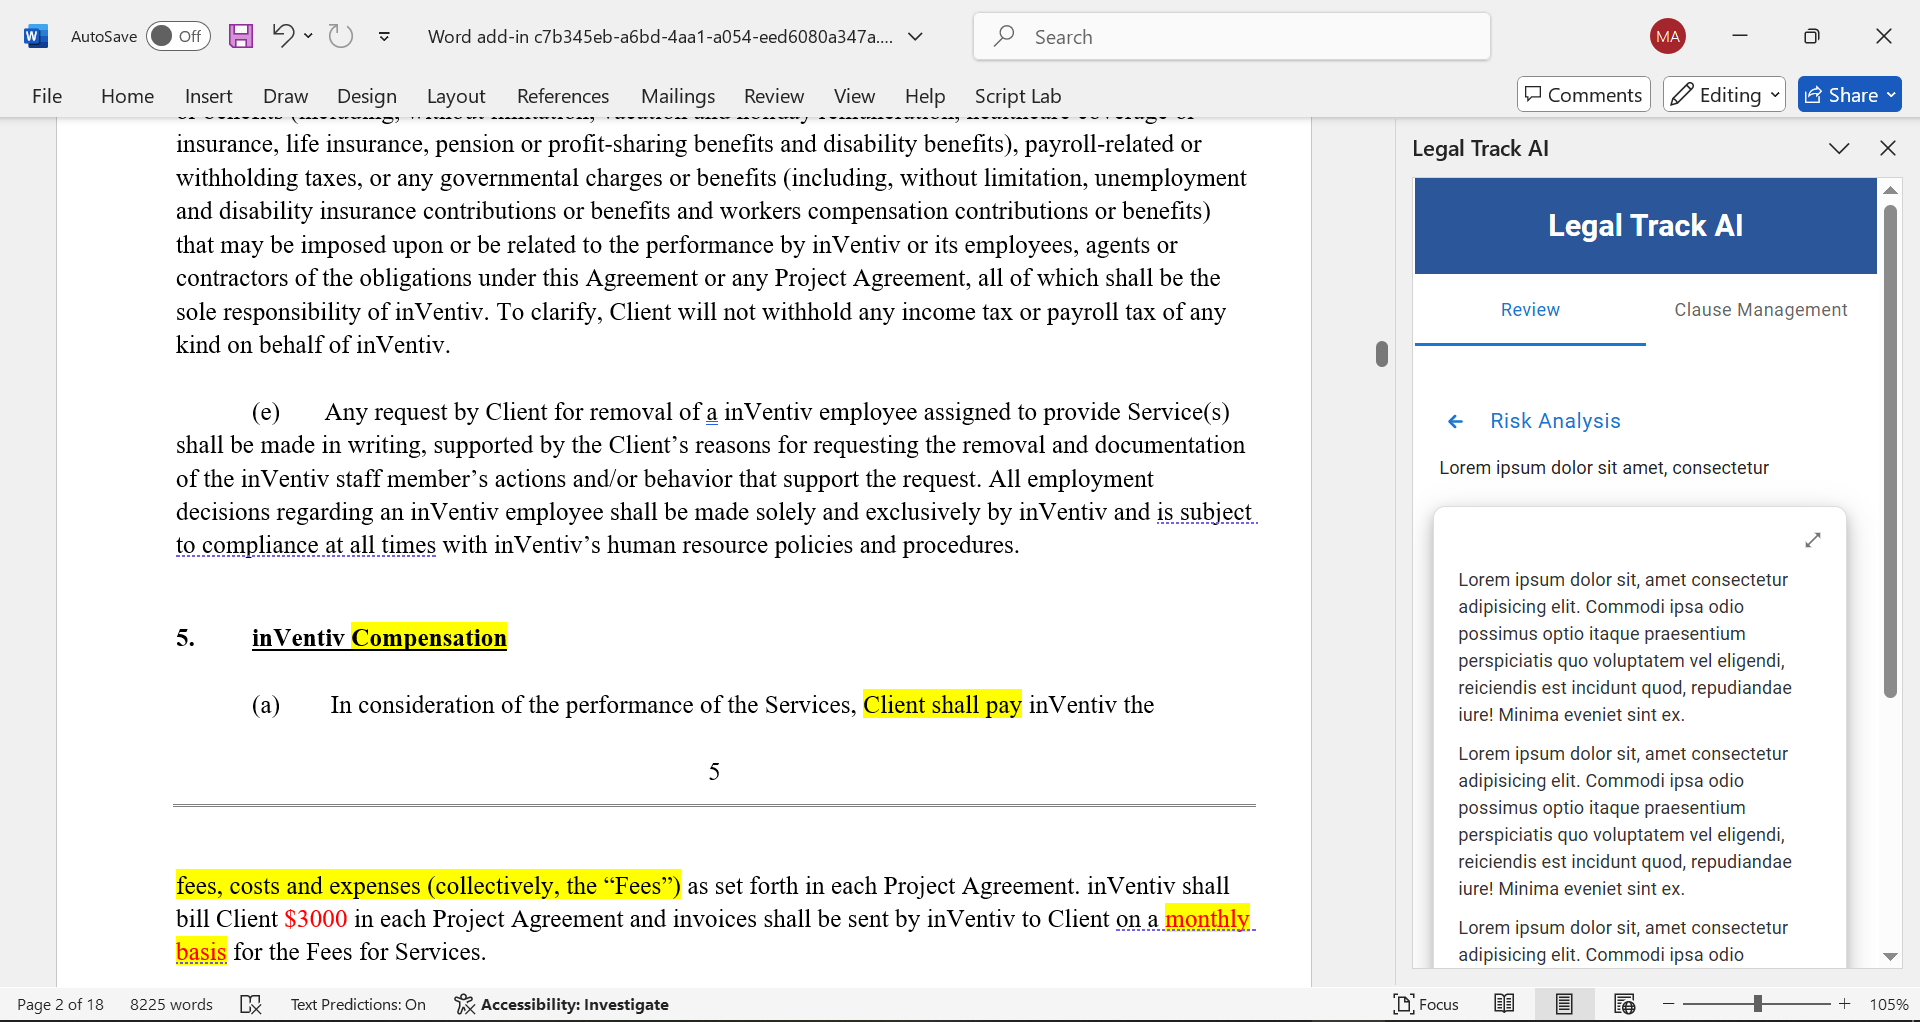 AutoSave Off Word add-in c7b345eb-a6bd-4aa1-a054-eed6080a347a.... Search MA
File Home Insert Draw Design Layout References Mailings Review View Help Script Lab Comments Editing Share
or benefits (including, without limitation, vacation and holiday remuneration, healthcare coverage or
insurance, life insurance, pension or profit-sharing benefits and disability benefits), payroll-related or
withholding taxes, or any governmental charges or benefits (including, without limitation, unemployment
and disability insurance contributions or benefits and workers compensation contributions or benefits)
that may be imposed upon or be related to the performance by inVentiv or its employees, agents or
contractors of the obligations under this Agreement or any Project Agreement, all of which shall be the
sole responsibility of inVentiv. To clarify, Client will not withhold any income tax or payroll tax of any
kind on behalf of inVentiv.
(e) Any request by Client for removal of a inVentiv employee assigned to provide Service(s)
shall be made in writing, supported by the Client’s reasons for requesting the removal and documentation
of the inVentiv staff member’s actions and/or behavior that support the request. All employment
decisions regarding an inVentiv employee shall be made solely and exclusively by inVentiv and is subject
to compliance at all times with inVentiv’s human resource policies and procedures.
5. inVentiv Compensation
(a) In consideration of the performance of the Services, Client shall pay inVentiv the
5
fees, costs and expenses (collectively, the “Fees”) as set forth in each Project Agreement. inVentiv shall
bill Client $3000 in each Project Agreement and invoices shall be sent by inVentiv to Client on a monthly
basis for the Fees for Services.
Legal Track AI
Legal Track AI
Review Clause Management
Risk Analysis
Lorem ipsum dolor sit amet, consectetur
Lorem ipsum dolor sit, amet consectetur
adipisicing elit. Commodi ipsa odio
possimus optio itaque praesentium
perspiciatis quo voluptatem vel eligendi,
reiciendis est incidunt quod, repudiandae
iure! Minima eveniet sint ex.
Lorem ipsum dolor sit, amet consectetur
adipisicing elit. Commodi ipsa odio
possimus optio itaque praesentium
perspiciatis quo voluptatem vel eligendi,
reiciendis est incidunt quod, repudiandae
iure! Minima eveniet sint ex.
Lorem ipsum dolor sit, amet consectetur
adipisicing elit. Commodi ipsa odio
Page 2 of 18 8225 words Text Predictions: On Accessibility: Investigate Focus 105%